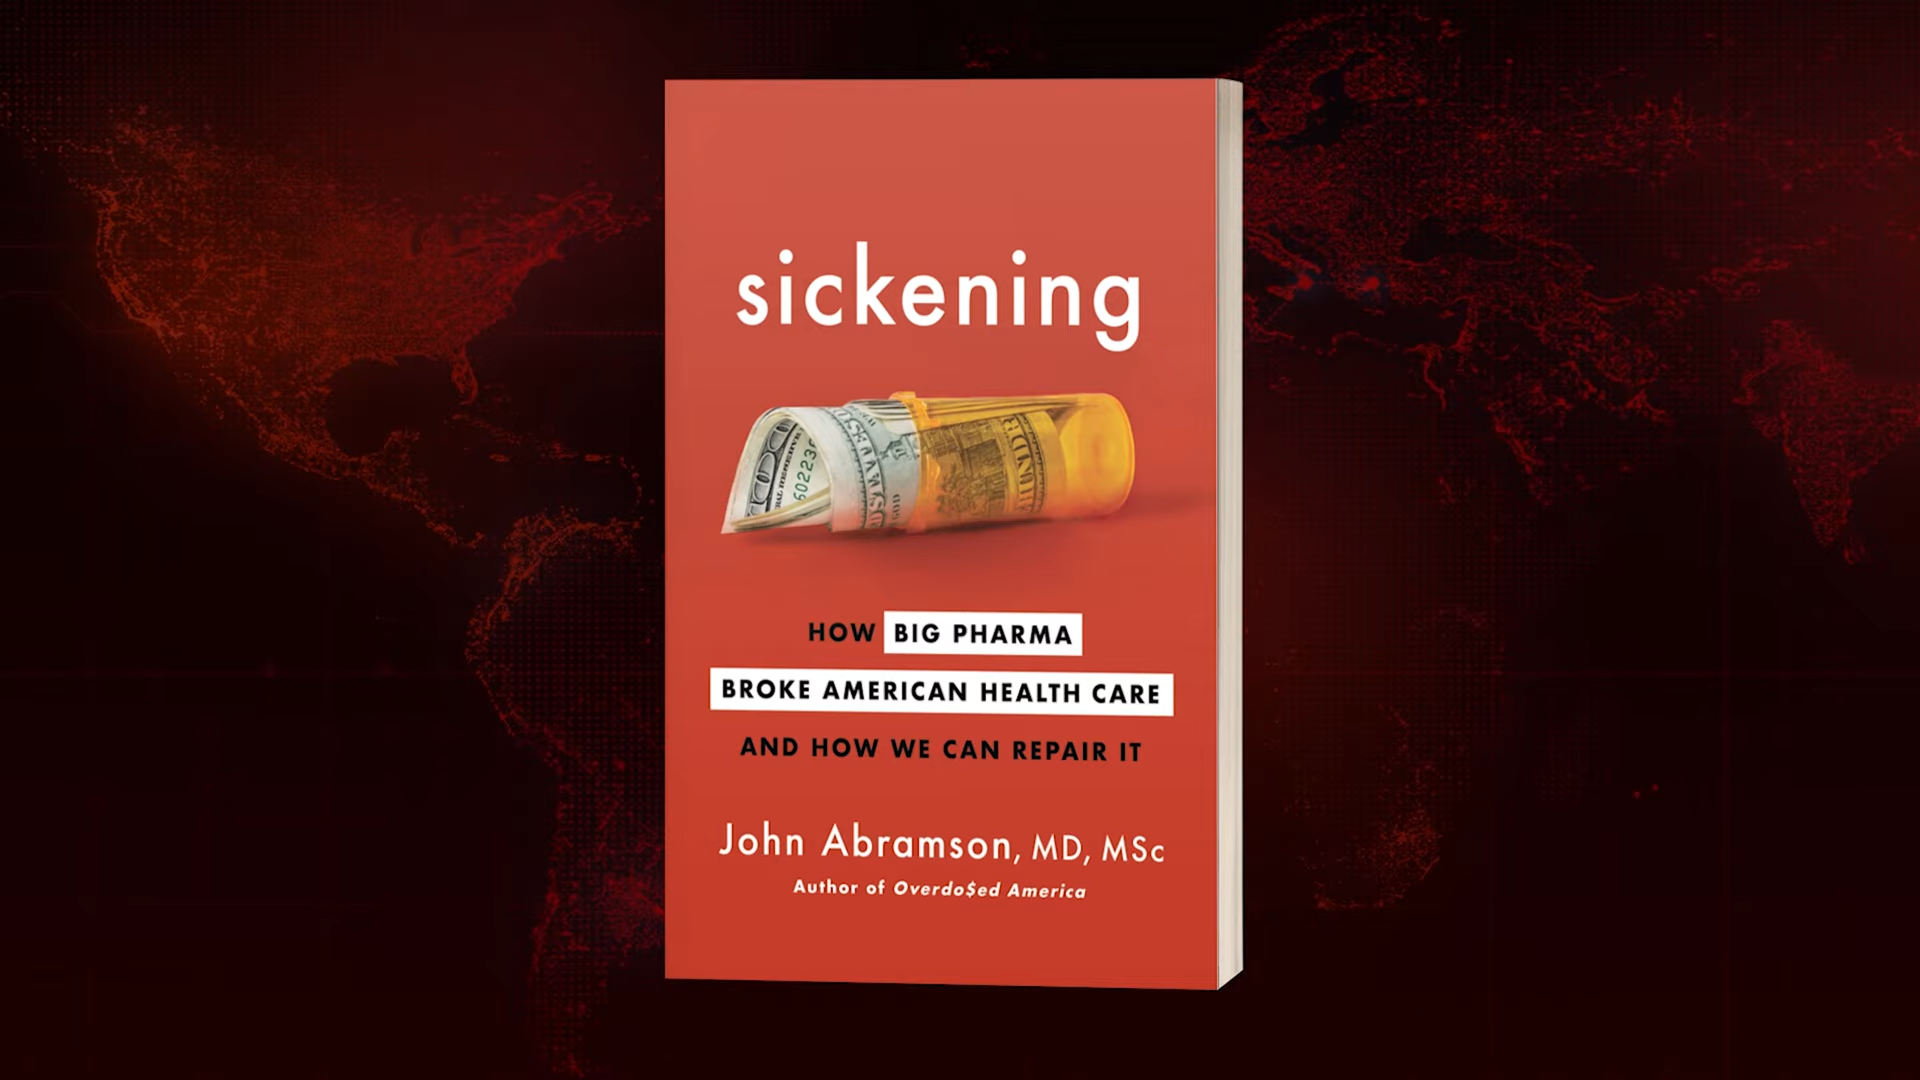 sickening
HOW BIG PHARMA
BROKE AMERICAN HEALTH CARE
AND HOW WE CAN REPAIR IT
John Abramson, MD, MSc
Author of Overdo$ed America